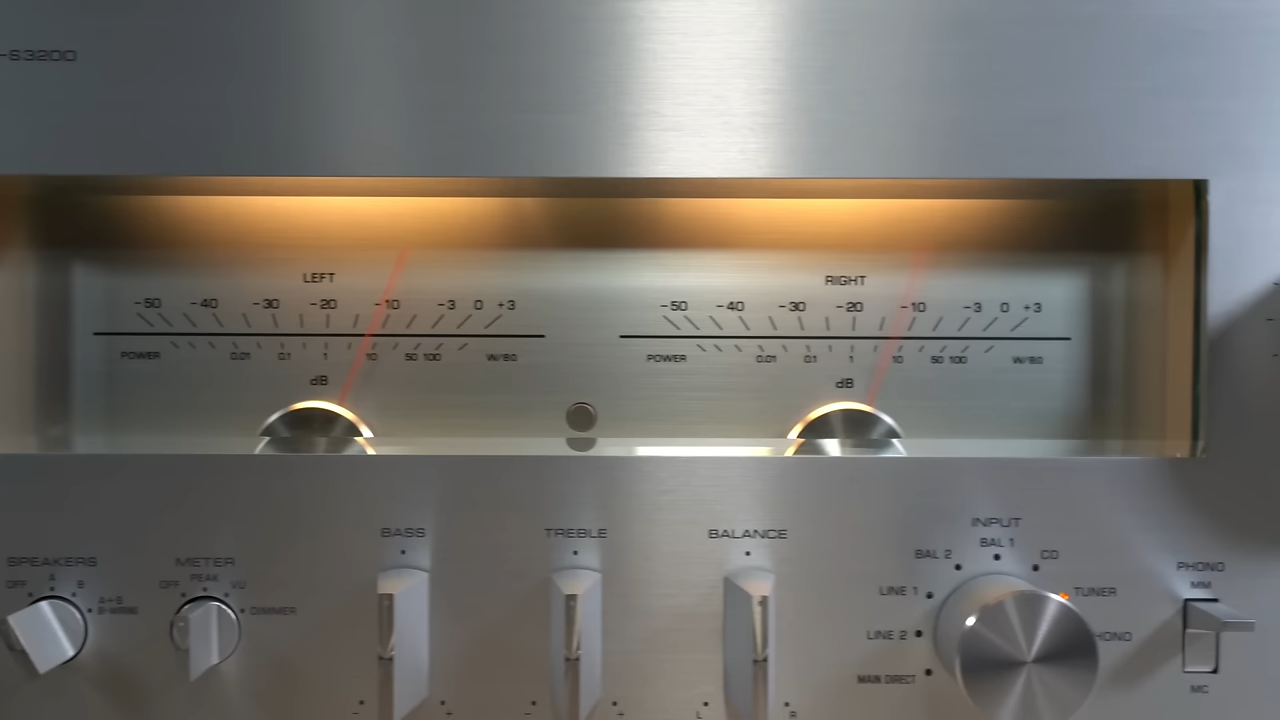 -S3200
LEFT
-50 -40 -30 -20 -10 -3 0 +3
POWER 0.01 0.1 1 10 50 100 W/8Ω
dB
RIGHT
-50 -40 -30 -20 -10 -3 0 +3
POWER 0.01 0.1 1 10 50 100 W/8Ω
dB
SPEAKERS
OFF A B A+B
BI-WIRING
METER
OFF PEAK VU
DIMMER
BASS
- +
TREBLE
- +
BALANCE
L R
INPUT
BAL 1
BAL 2 CD
LINE 1 TUNER
LINE 2 HONO
MAIN DIRECT
PHONO
MM
MC